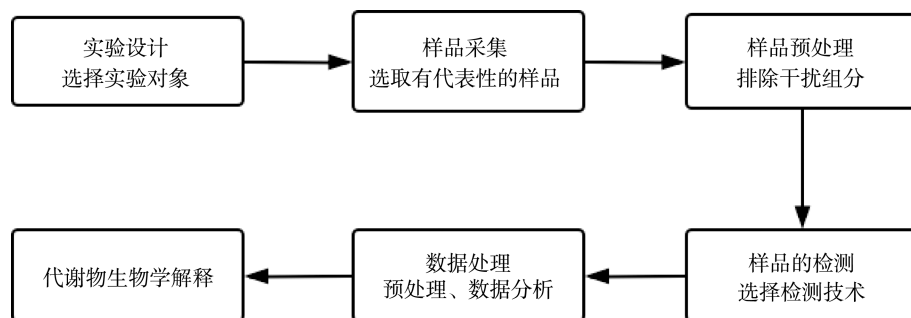 实验设计
选择实验对象
样品采集
选取有代表性的样品
样品预处理
排除干扰组分
样品的检测
选择检测技术
数据处理
预处理、数据分析
代谢物生物学解释